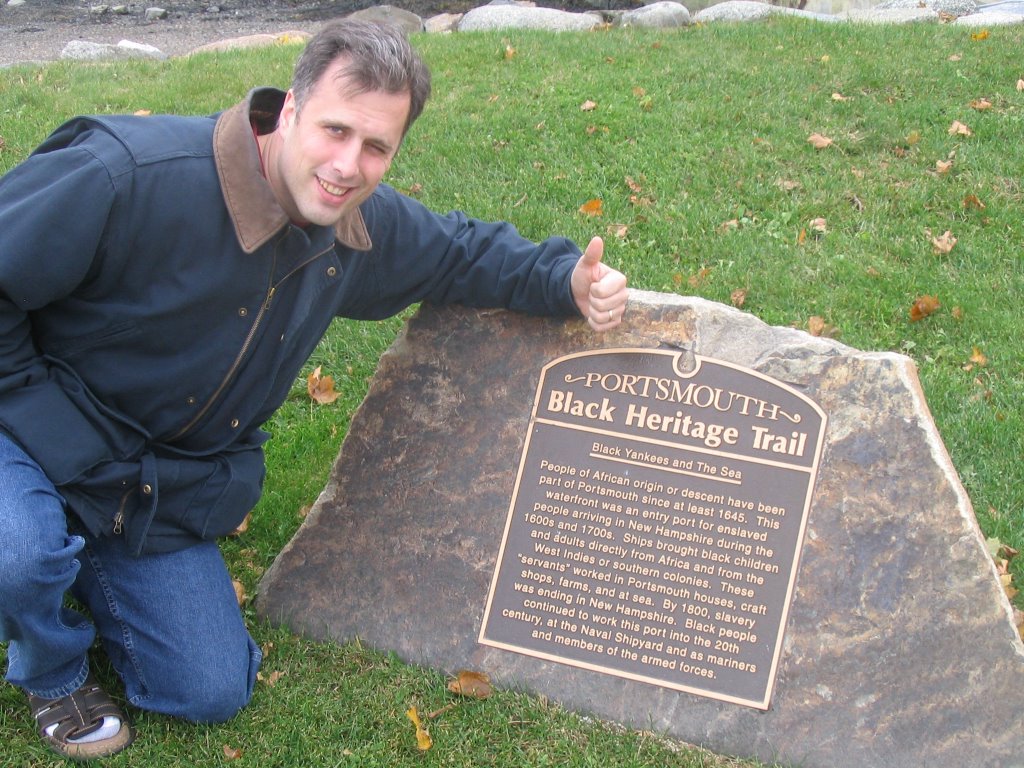 PORTSMOUTH
Black Heritage Trail
Black Yankees and The Sea
People of African origin or descent have been
part of Portsmouth since at least 1645. This
waterfront was an entry port for enslaved
people arriving in New Hampshire during the
1600s and 1700s. Ships brought black children
and adults directly from Africa and from the
West Indies or southern colonies. These
"servants" worked in Portsmouth houses, craft
shops, farms, and at sea. By 1800, slavery
was ending in New Hampshire. Black people
continued to work this port into the 20th
century, at the Naval Shipyard and as mariners
and members of the armed forces.